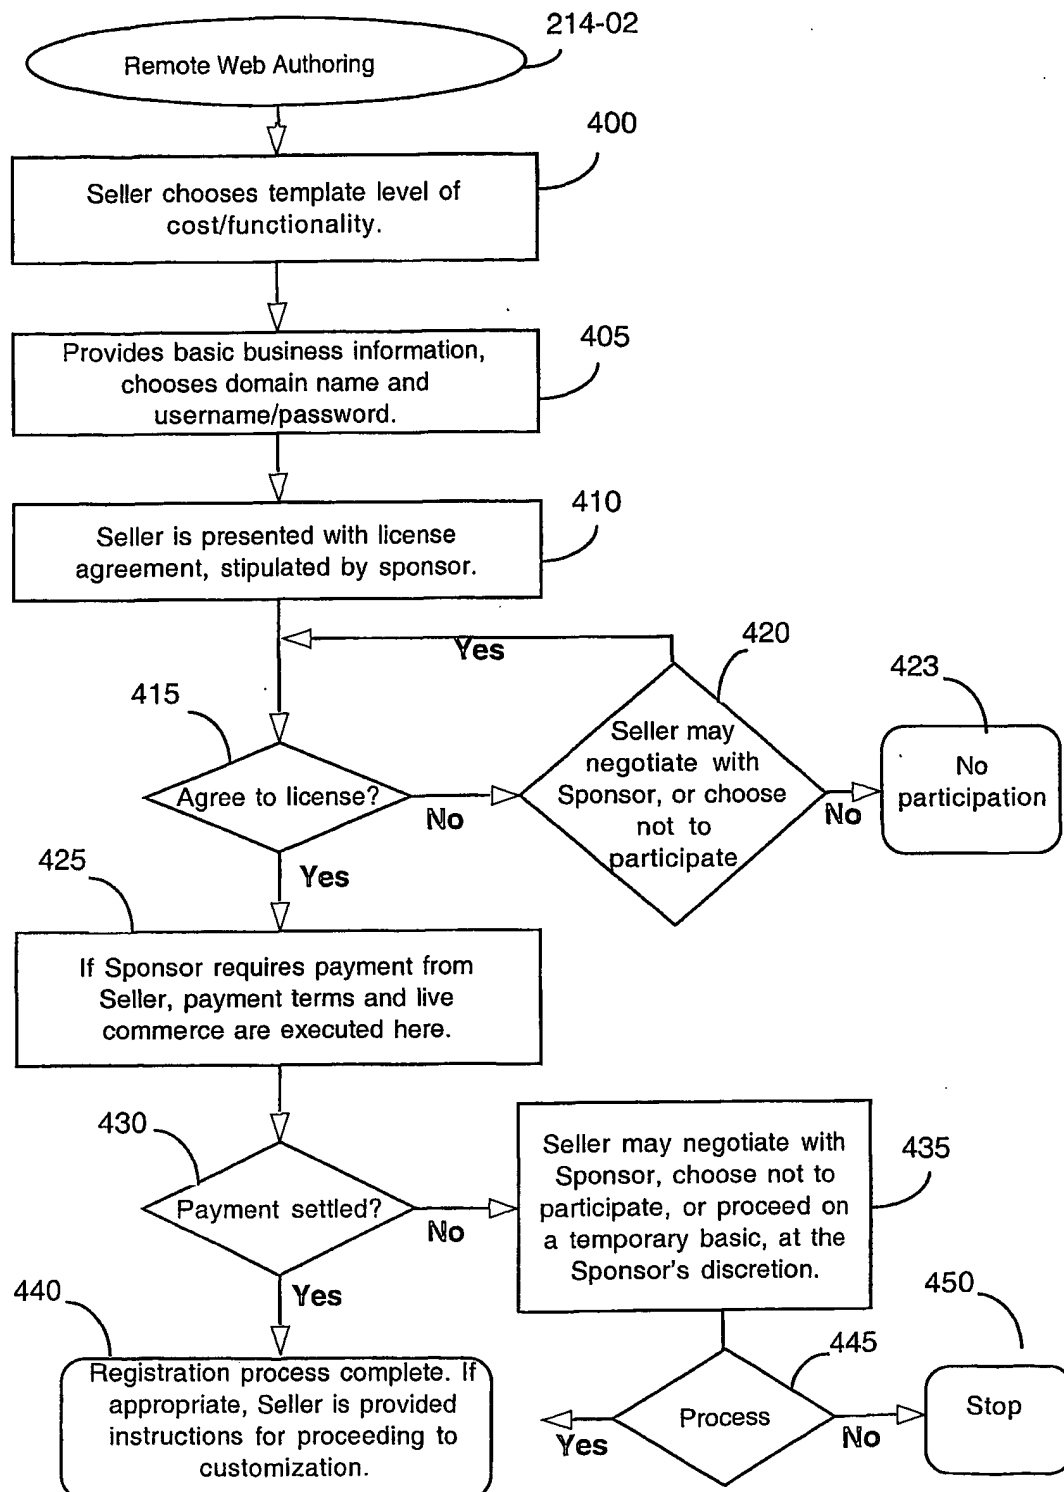 214-02
Remote Web Authoring
400
Seller chooses template level of
cost/functionality.
405
Provides basic business information,
chooses domain name and
username/password.
410
Seller is presented with license
agreement, stipulated by sponsor.
Yes
420
423
415
Seller may
negotiate with
Sponsor, or choose
not to
participate
No
participation
Agree to license?
No
No
425
Yes
If Sponsor requires payment from
Seller, payment terms and live
commerce are executed here.
430
435
Seller may negotiate with
Sponsor, choose not to
participate, or proceed on
a temporary basic, at the
Sponsor's discretion.
Payment settled?
No
440
Yes
450
445
Registration process complete. If
appropriate, Seller is provided
instructions for proceeding to
customization.
Process
Yes
No
Stop